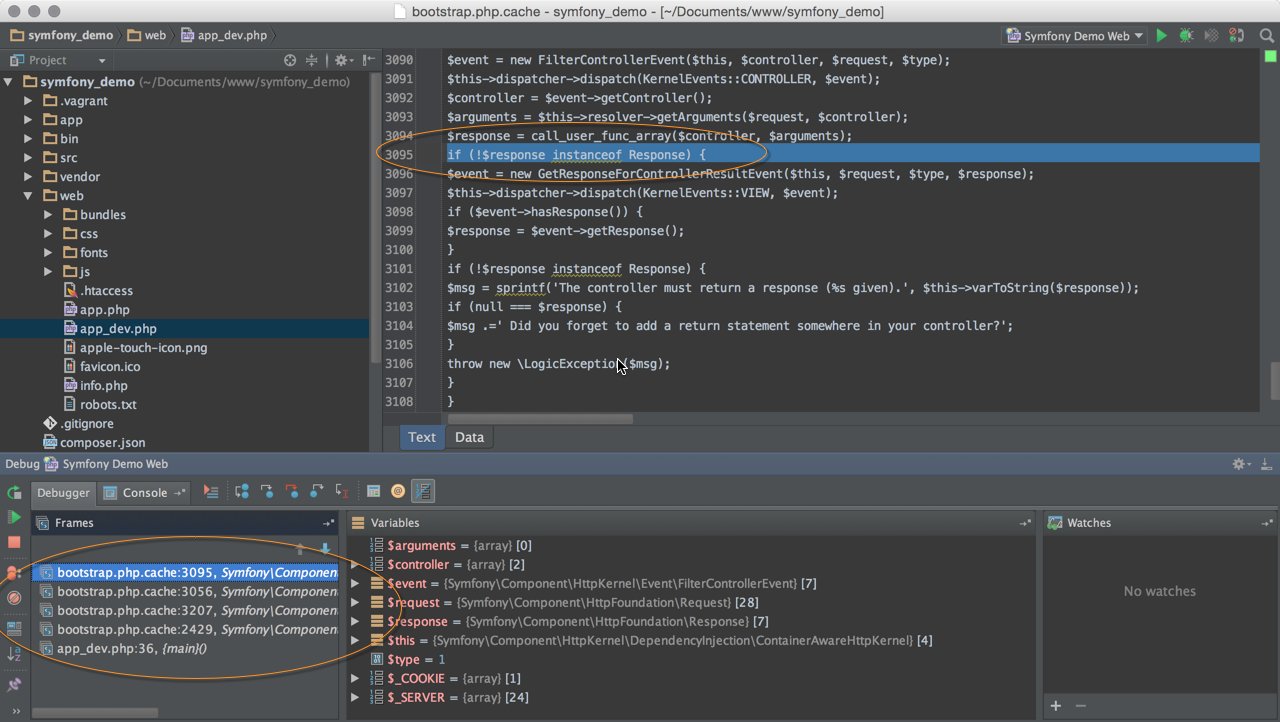 bootstrap.php.cache - symfony_demo - [~/Documents/www/symfony_demo]
symfony_demo web app_dev.php Symfony Demo Web
Project
symfony_demo (~/Documents/www/symfony_demo)
.vagrant
app
bin
src
vendor
web
bundles
css
fonts
js
.htaccess
app.php
app_dev.php
apple-touch-icon.png
favicon.ico
info.php
robots.txt
.gitignore
composer.json
3090 $event = new FilterControllerEvent($this, $controller, $request, $type);
3091 $this->dispatcher->dispatch(KernelEvents::CONTROLLER, $event);
3092 $controller = $event->getController();
3093 $arguments = $this->resolver->getArguments($request, $controller);
3094 $response = call_user_func_array($controller, $arguments);
3095 if (!$response instanceof Response) {
3096 $event = new GetResponseForControllerResultEvent($this, $request, $type, $response);
3097 $this->dispatcher->dispatch(KernelEvents::VIEW, $event);
3098 if ($event->hasResponse()) {
3099 $response = $event->getResponse();
3100 }
3101 if (!$response instanceof Response) {
3102 $msg = sprintf('The controller must return a response (%s given).', $this->varToString($response));
3103 if (null === $response) {
3104 $msg .=' Did you forget to add a return statement somewhere in your controller?';
3105 }
3106 throw new \LogicException($msg);
3107 }
3108 }
Text Data
Debug Symfony Demo Web
Debugger Console
Frames
bootstrap.php.cache:3095, Symfony\Componen
bootstrap.php.cache:3056, Symfony\Componen
bootstrap.php.cache:3207, Symfony\Componen
bootstrap.php.cache:2429, Symfony\Componen
app_dev.php:36, {main}()
Variables
$arguments = {array} [0]
$controller = {array} [2]
$event = {Symfony\Component\HttpKernel\Event\FilterControllerEvent} [7]
$request = {Symfony\Component\HttpFoundation\Request} [28]
$response = {Symfony\Component\HttpFoundation\Response} [7]
$this = {Symfony\Component\HttpKernel\DependencyInjection\ContainerAwareHttpKernel} [4]
$type = 1
$_COOKIE = {array} [1]
$_SERVER = {array} [24]
Watches
No watches